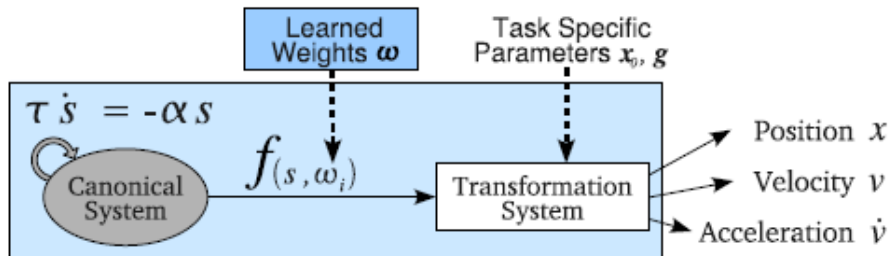 Learned
Weights ω
Task Specific
Parameters x₀, g
τ ṡ = -α s
Canonical
System
f(s, ωᵢ)
Transformation
System
Position x
Velocity v
Acceleration v̇